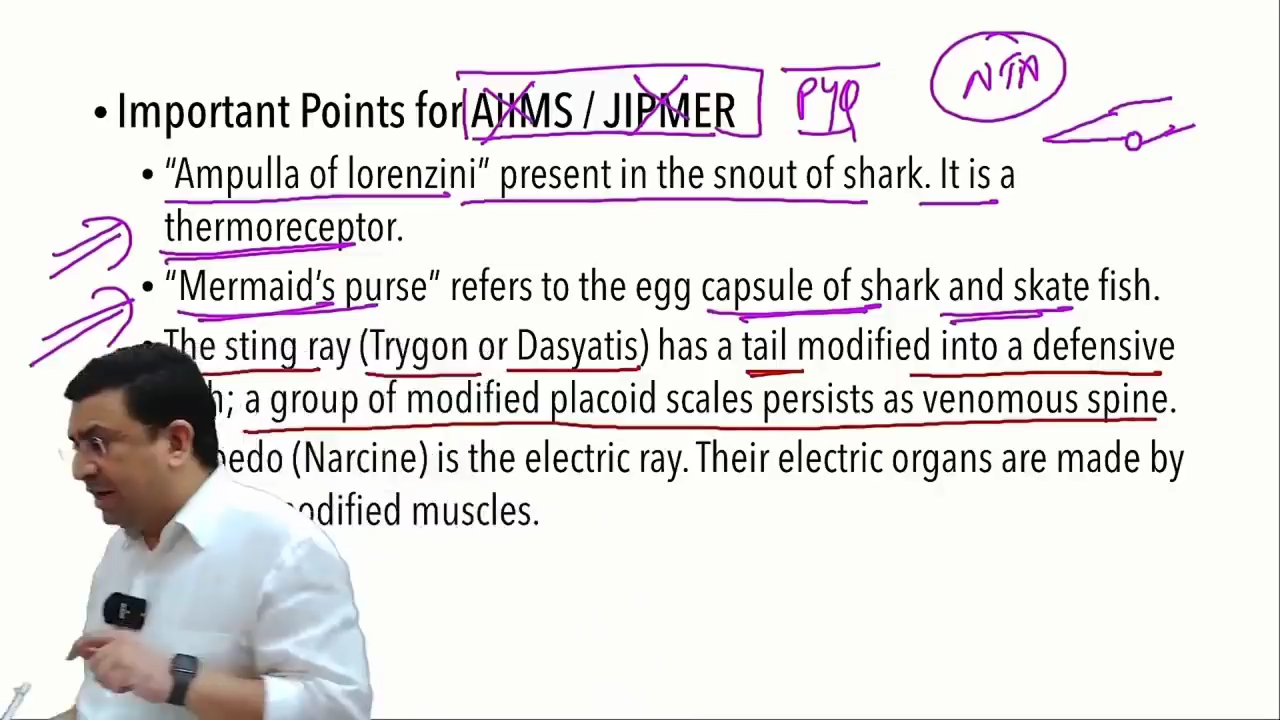 • Important Points for AIIMS / JIPMER PYQ NTA
• “Ampulla of lorenzini” present in the snout of shark. It is a
thermoreceptor.
• “Mermaid’s purse” refers to the egg capsule of shark and skate fish.
The sting ray (Trygon or Dasyatis) has a tail modified into a defensive
a group of modified placoid scales persists as venomous spine.
(Narcine) is the electric ray. Their electric organs are made by
muscles.